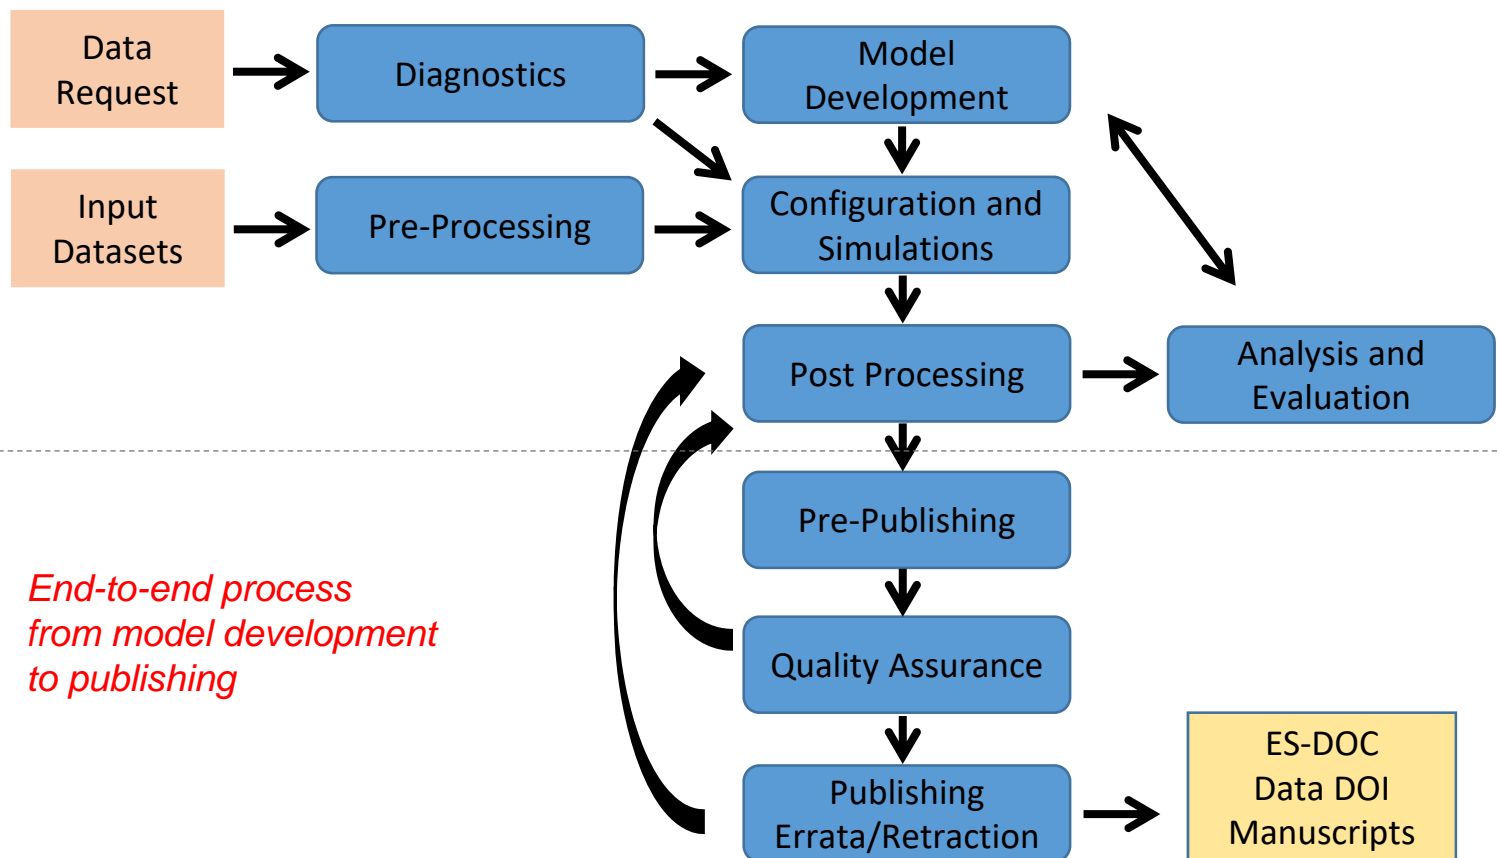 Data
Request
Diagnostics
Model
Development
Input
Datasets
Pre-Processing
Configuration and
Simulations
Post Processing
Analysis and
Evaluation
Pre-Publishing
End-to-end process
from model development
to publishing
Quality Assurance
Publishing
Errata/Retraction
ES-DOC
Data DOI
Manuscripts